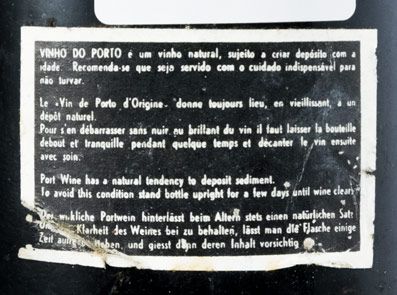 VINHO DO PORTO é um vinho natural, sujeito a criar depósito com a
idade. Recomenda-se que seja servido com o cuidado indispensável para
não turvar.
Le «Vin de Porto d'Origine» donne toujours lieu, en vieillissant, à un
dépôt naturel.
Pour s'en débarrasser sans nuir au brillant du vin il faut laisser la bouteille
debout et tranquille pendant quelque temps et décanter le vin ensuite
avec soin.
Port Wine has a natural tendency to deposit sediment.
To avoid this condition stand bottle upright for a few days until wine clears
Der wirkliche Portwein hinterlässt beim Altern stets einen natürlichen Satz
Klarheit des Weines bei zu behalten, lässt man die Flasche einige
Zeit und giesst dann deren Inhalt vorsichtig